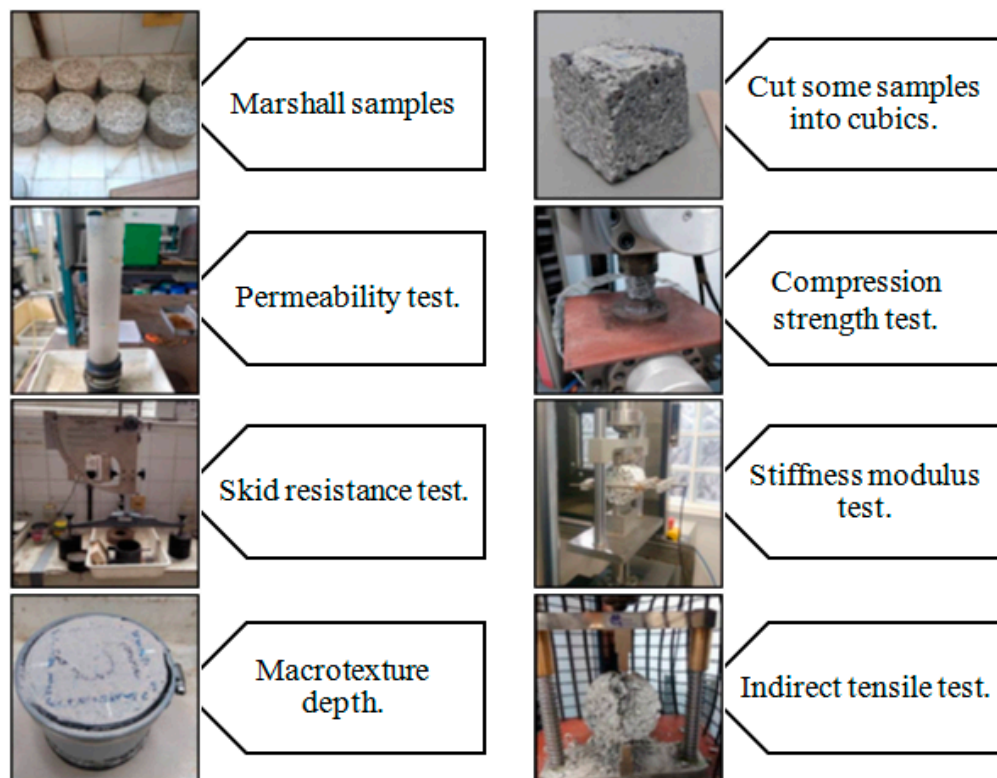 Marshall samples
Cut some samples
into cubics.
Permeability test.
Compression
strength test.
Skid resistance test.
Stiffness modulus
test.
Macrotexture
depth.
Indirect tensile test.